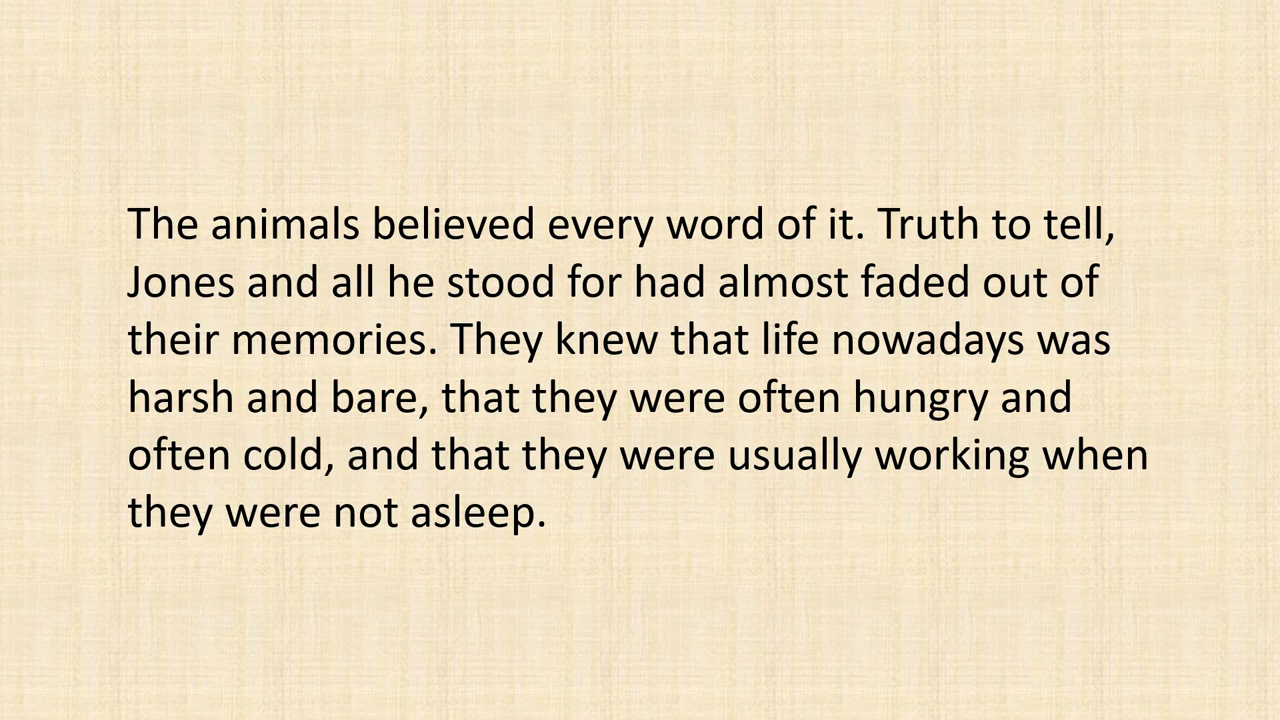 The animals believed every word of it. Truth to tell,
Jones and all he stood for had almost faded out of
their memories. They knew that life nowadays was
harsh and bare, that they were often hungry and
often cold, and that they were usually working when
they were not asleep.